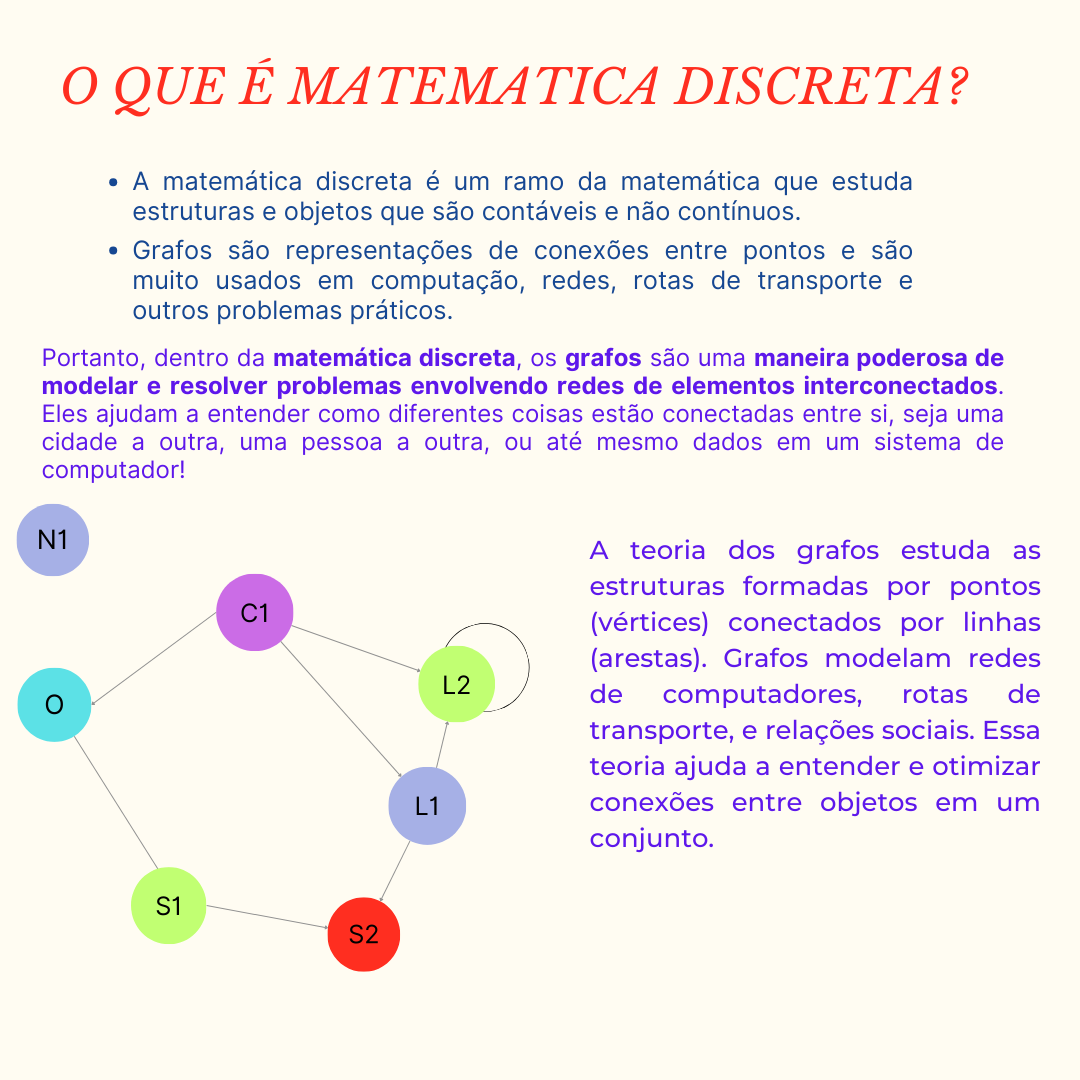 O QUE É MATEMATICA DISCRETA?
• A matemática discreta é um ramo da matemática que estuda
estruturas e objetos que são contáveis e não contínuos.
• Grafos são representações de conexões entre pontos e são
muito usados em computação, redes, rotas de transporte e
outros problemas práticos.
Portanto, dentro da matemática discreta, os grafos são uma maneira poderosa de
modelar e resolver problemas envolvendo redes de elementos interconectados.
Eles ajudam a entender como diferentes coisas estão conectadas entre si, seja uma
cidade a outra, uma pessoa a outra, ou até mesmo dados em um sistema de
computador!
N1
C1
L2
O
L1
S1
S2
A teoria dos grafos estuda as
estruturas formadas por pontos
(vértices) conectados por linhas
(arestas). Grafos modelam redes
de computadores, rotas de
transporte, e relações sociais. Essa
teoria ajuda a entender e otimizar
conexões entre objetos em um
conjunto.